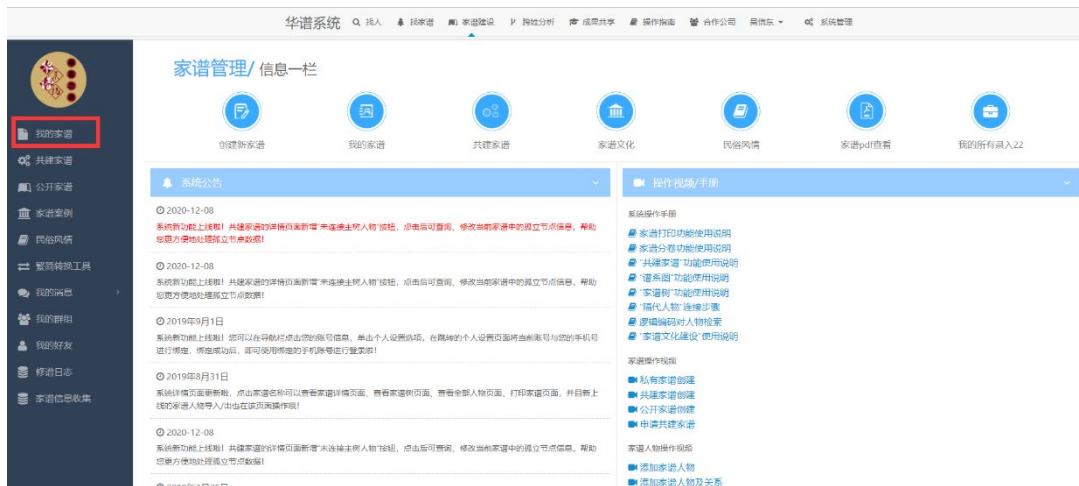 华谱系统 找人 找家谱 家谱建设 跨姓分析 成果共享 操作指南 合作公司 吴信东 系统管理
家谱管理/ 信息一栏
我的家谱
共建家谱
公开家谱
家谱案例
民俗风情
繁简转换工具
我的消息
我的群组
我的好友
修谱日志
家谱信息收集
创建新家谱 我的家谱 共建家谱 家谱文化 民俗风情 家谱pdf查看 我的所有录入22
系统公告
2020-12-08
系统新功能上线啦！共建家谱的详情页面新增"未连接主树人物"按钮，点击后可查阅、修改当前家谱中的孤立节点信息，帮助
您更方便地处理孤立节点数据！
2020-12-08
系统新功能上线啦！共建家谱的详情页面新增"未连接主树人物"按钮，点击后可查阅、修改当前家谱中的孤立节点信息，帮助
您更方便地处理孤立节点数据！
2019年9月1日
系统新功能上线啦！您可以在导航栏点击您的账号信息，单击个人设置选项，在跳转的个人设置页面将当前账号与您的手机号
进行绑定，绑定成功后，即可使用绑定的手机账号进行登录啦！
2019年8月31日
系统详情页面更新啦，点击家谱名称可以查看家谱详情页面、查看家谱树页面、查看全部人物页面、打印家谱页面，并且新上
线的家谱人物导入/出也在该页面操作哦！
2020-12-08
系统新功能上线啦！共建家谱的详情页面新增"未连接主树人物"按钮，点击后可查阅、修改当前家谱中的孤立节点信息，帮助
您更方便地处理孤立节点数据！
操作视频/手册
系统操作手册
家谱打印功能使用说明
家谱分卷功能使用说明
"共建家谱"功能使用说明
"谱系图"功能使用说明
"家谱树"功能使用说明
"隔代人物"连接步骤
逻辑编码对人物检索
"家谱文化建设"使用说明
家谱操作视频
私有家谱创建
共建家谱创建
公开家谱创建
申请共建家谱
家谱人物操作视频
添加家谱人物
添加家谱人物及关系